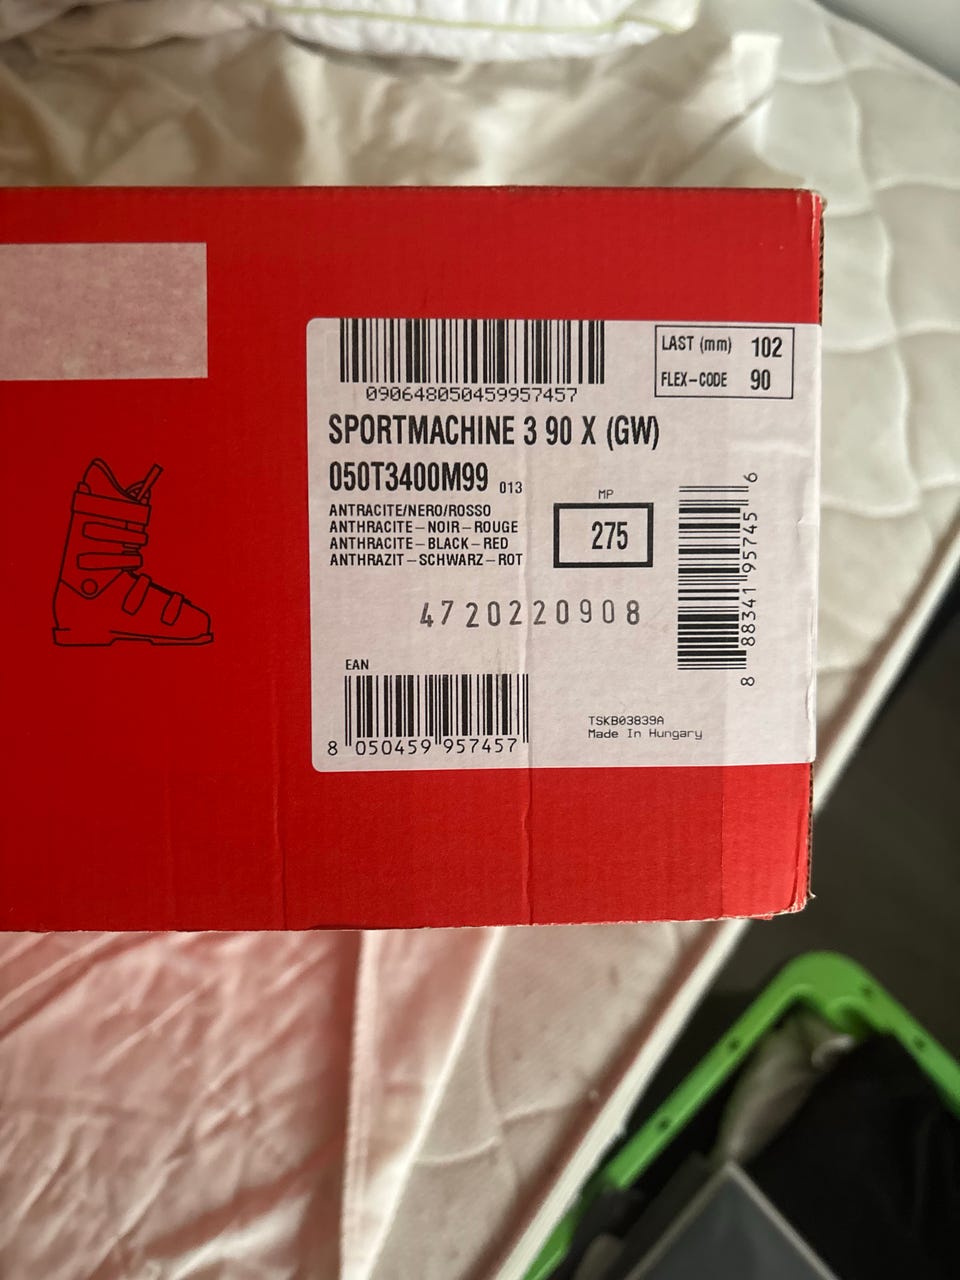 LAST (mm) 102
FLEX-CODE 90
090648050459957457
SPORTMACHINE 3 90 X (GW)
050T3400M99 013
ANTRACITE/NERO/ROSSO
ANTHRACITE-NOIR-ROUGE
ANTHRACITE-BLACK-RED
ANTHRAZIT-SCHWARZ-ROT
MP
275
4720220908
8 88341 95745 6
EAN
8 050459 957457
TSKB03839A
Made In Hungary